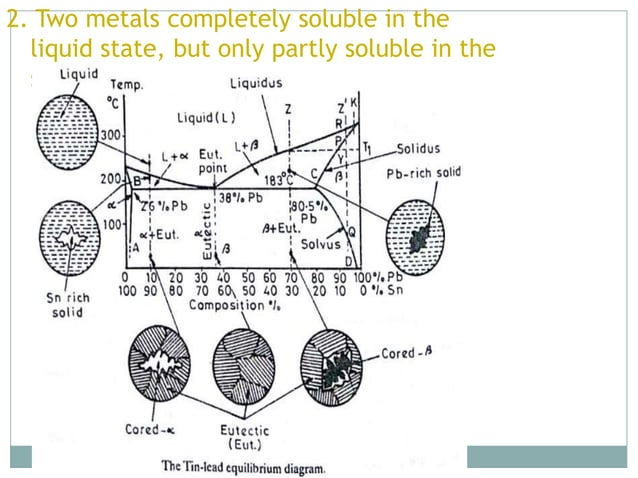 2. Two metals completely soluble in the
liquid state, but only partly soluble in the
Liquid
Temp.
°C
Liquidus
Z
Z' K
R
Liquid(L)
300
P
L+β
T₁
Solidus
L+α
Eut.
point
Y
Pb-rich solid
200
B
183°C
C
β
α
2·6 %Pb
38% Pb
80·5%
Pb
100
α+Eut.
Eutectic
α
β
β+Eut.
Solvus
Q
A
D
0 10 20 30 40 50 60 70 80 90 100% Pb
100 90 80 70 60 50 40 30 20 10 0 % Sn
Composition %
Sn rich
solid
Cored-β
Cored-α
Eutectic
(Eut.)
The Tin-lead equilibrium diagram.